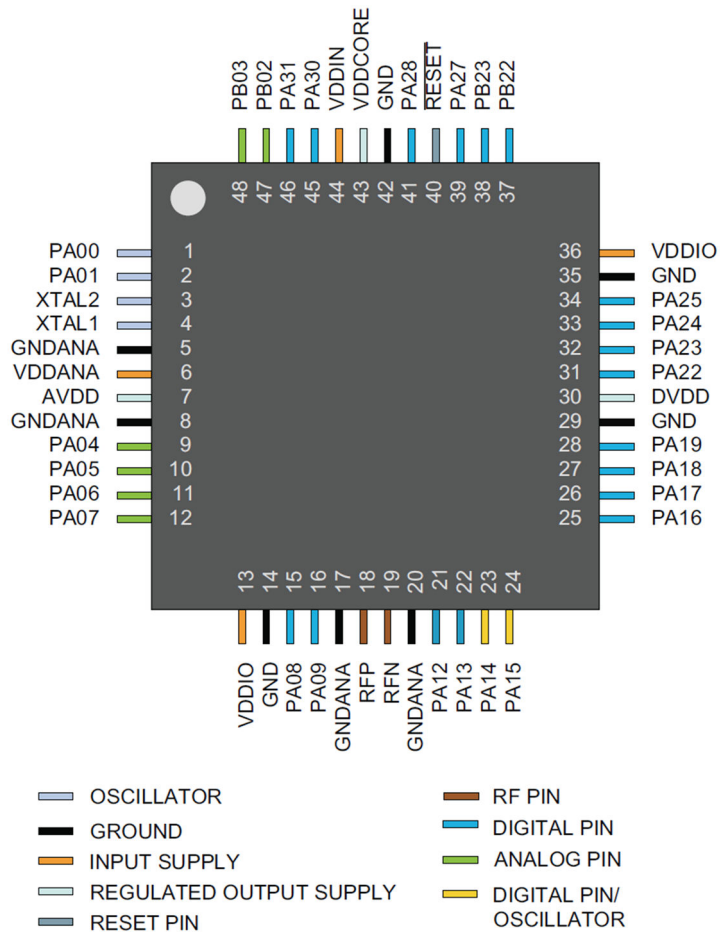 PB03
PB02
PA31
PA30
VDDIN
VDDCORE
GND
PA28
RESET
PA27
PB23
PB22
48
47
46
45
44
43
42
41
40
39
38
37
PA00 1
PA01 2
XTAL2 3
XTAL1 4
GNDANA 5
VDDANA 6
AVDD 7
GNDANA 8
PA04 9
PA05 10
PA06 11
PA07 12
36 VDDIO
35 GND
34 PA25
33 PA24
32 PA23
31 PA22
30 DVDD
29 GND
28 PA19
27 PA18
26 PA17
25 PA16
13
14
15
16
17
18
19
20
21
22
23
24
VDDIO
GND
PA08
PA09
GNDANA
RFP
RFN
GNDANA
PA12
PA13
PA14
PA15
OSCILLATOR
GROUND
INPUT SUPPLY
REGULATED OUTPUT SUPPLY
RESET PIN
RF PIN
DIGITAL PIN
ANALOG PIN
DIGITAL PIN/
OSCILLATOR